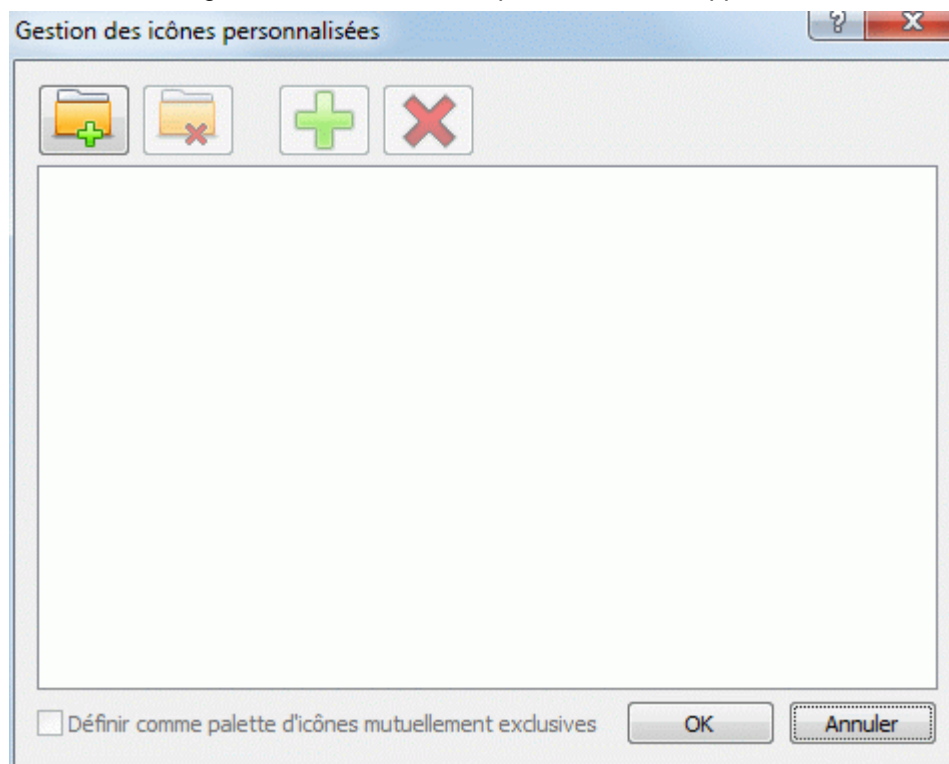 Gestion des icônes personnalisées
Définir comme palette d'icônes mutuellement exclusives
OK
Annuler